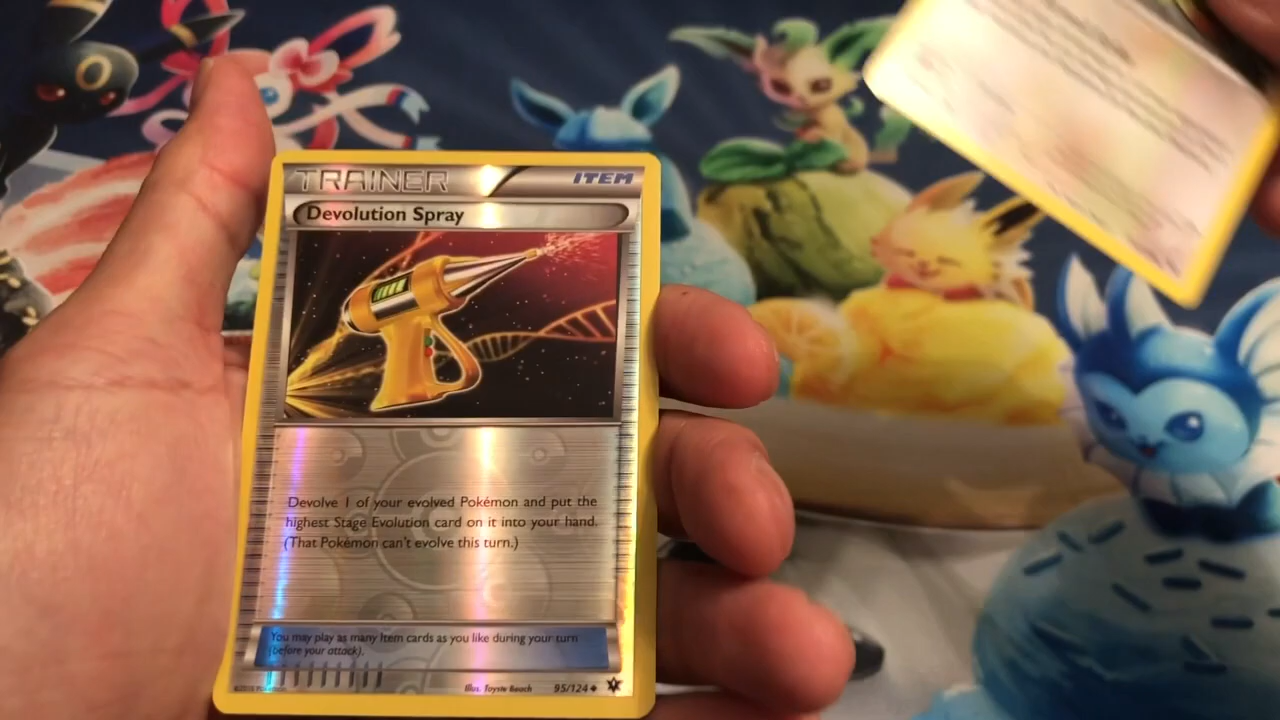 TRAINER ITEM
Devolution Spray
Devolve 1 of your evolved Pokémon and put the
highest Stage Evolution card on it into your hand.
(That Pokémon can't evolve this turn.)
You may play as many Item cards as you like during your turn
(before your attack).
©2016 Pokémon Illus. Toyste Beach 95/124